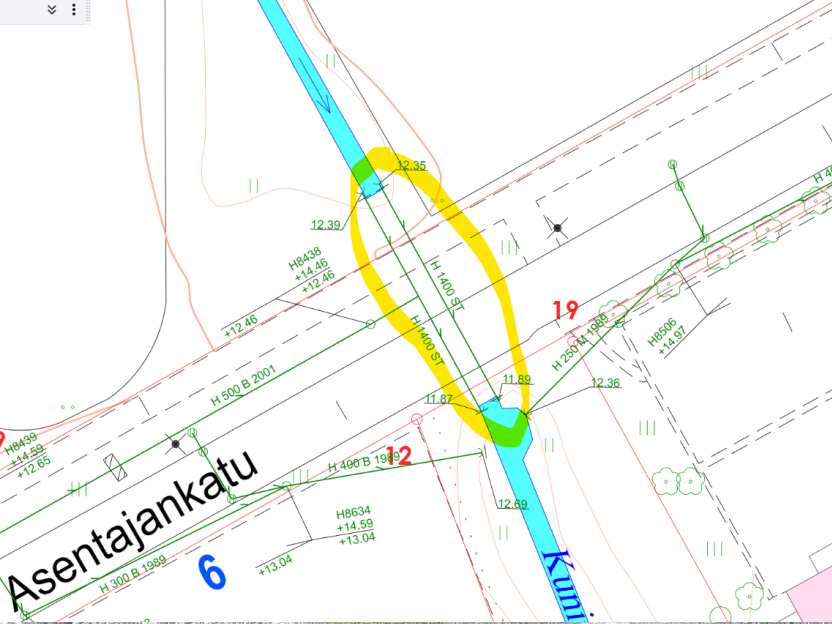 12.35
12.39
H8438
+14.46
+12.46
+12.46
H 1400 ST
H 1400 ST
19
H 250 M 1989
H8506
+14.97
H 500 B 2001
11.89
11.87
12.36
H8439
+14.59
+12.65
12
H 400 B 1989
12.69
H8634
+14.59
+13.04
+13.04
Asentajankatu
6
H 300 B 1989
Kuni